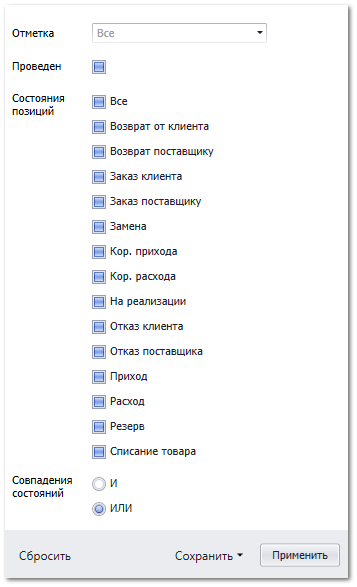 Отметка
Все
Проведен
Состояния
позиций
Все
Возврат от клиента
Возврат поставщику
Заказ клиента
Заказ поставщику
Замена
Кор. прихода
Кор. расхода
На реализации
Отказ клиента
Отказ поставщика
Приход
Расход
Резерв
Списание товара
Совпадения
состояний
И
ИЛИ
Сбросить
Сохранить
Применить